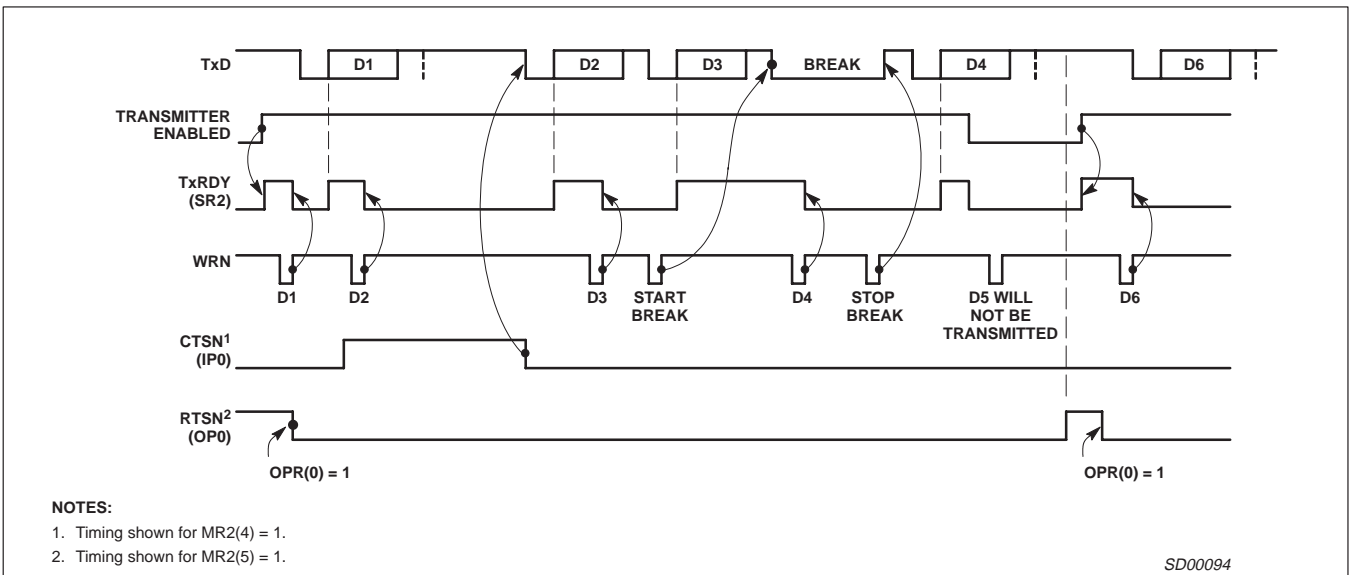 TxD
D1
D2
D3
BREAK
D4
D6
TRANSMITTER
ENABLED
TxRDY
(SR2)
WRN
D1
D2
D3
START
BREAK
D4
STOP
BREAK
D5 WILL
NOT BE
TRANSMITTED
D6
CTSN1
(IP0)
RTSN2
(OP0)
OPR(0) = 1
OPR(0) = 1
NOTES:
1. Timing shown for MR2(4) = 1.
2. Timing shown for MR2(5) = 1.
SD00094